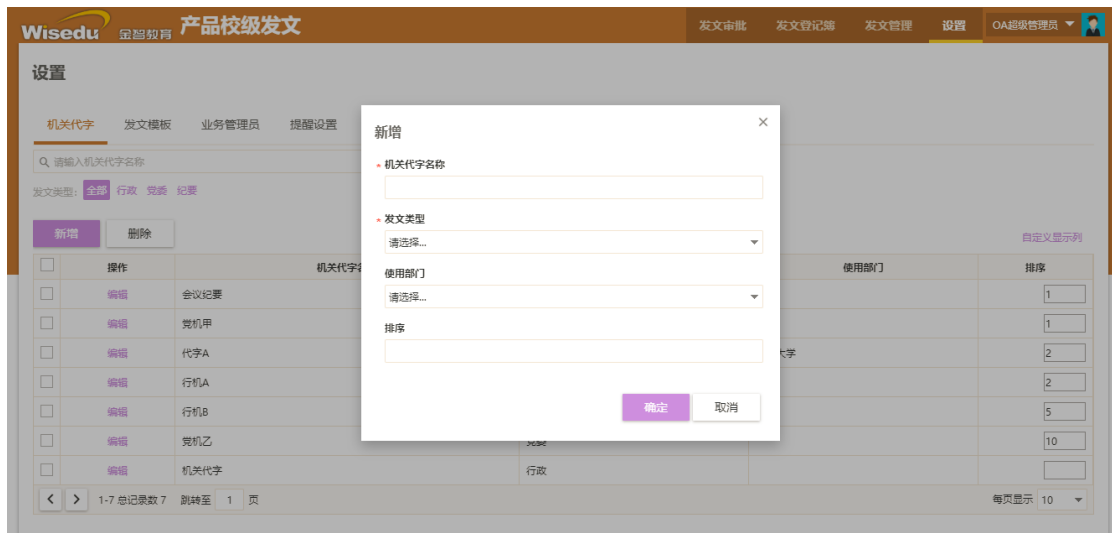 Wisedu 金智教育 产品校级发文 发文审批 发文登记簿 发文管理 设置 OA超级管理员
设置
机关代字 发文模板 业务管理员 提醒设置
请输入机关代字名称
发文类型: 全部 行政 党委 纪要
新增 删除 自定义显示列
操作 机关代字 使用部门 排序
编辑 会议纪要 1
编辑 党机甲 1
编辑 代字A 大学 2
编辑 行机A 2
编辑 行机B 5
编辑 党机乙 党委 10
编辑 机关代字 行政
1-7 总记录数 7 跳转至 1 页 每页显示 10
新增 ×
* 机关代字名称
* 发文类型
请选择...
使用部门
请选择...
排序
确定 取消